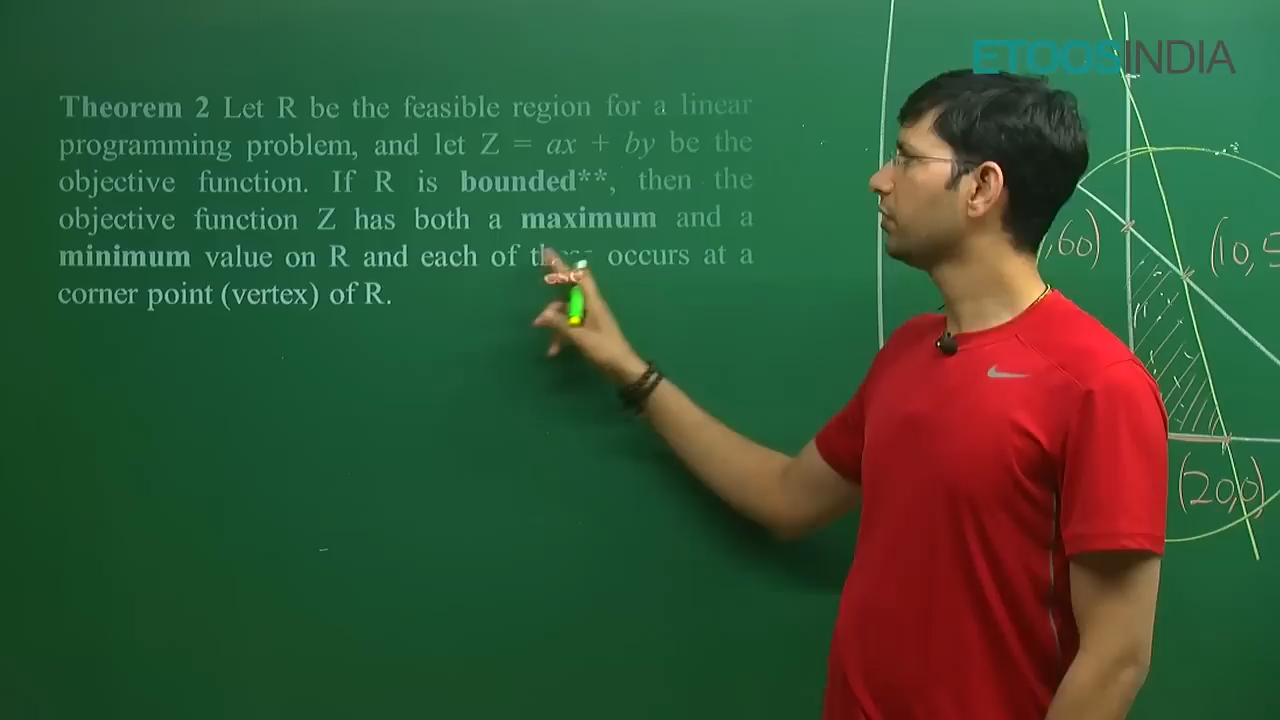 ETOOSINDIA
Theorem 2 Let R be the feasible region for a linear
programming problem, and let Z = ax + by be the
objective function. If R is bounded**, then the
objective function Z has both a maximum and a
minimum value on R and each of occurs at a
corner point (vertex) of R.
,60)
(10,5
(20,0)